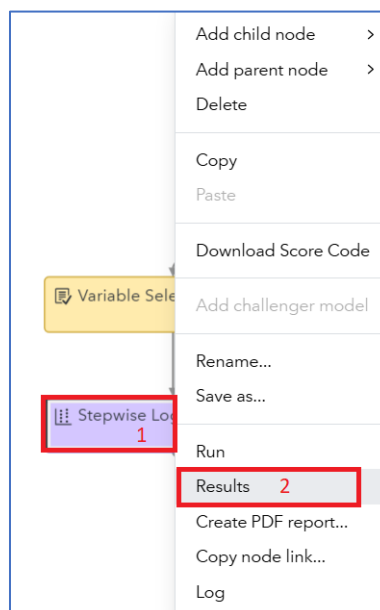 Add child node >
Add parent node >
Delete
Copy
Paste
Download Score Code
Variable Sele
Add challenger model
Rename...
Save as...
Stepwise Log
1
Run
Results 2
Create PDF report...
Copy node link...
Log